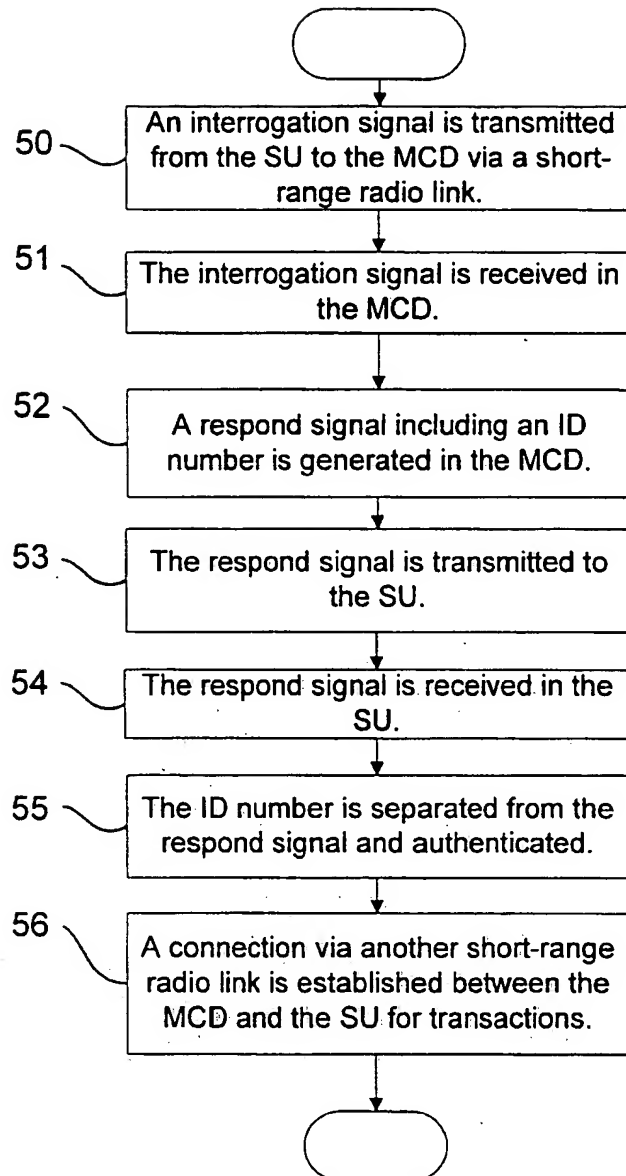 50
An interrogation signal is transmitted
from the SU to the MCD via a short-
range radio link.
51
The interrogation signal is received in
the MCD.
52
A respond signal including an ID
number is generated in the MCD.
53
The respond signal is transmitted to
the SU.
54
The respond signal is received in the
SU.
55
The ID number is separated from the
respond signal and authenticated.
56
A connection via another short-range
radio link is established between the
MCD and the SU for transactions.